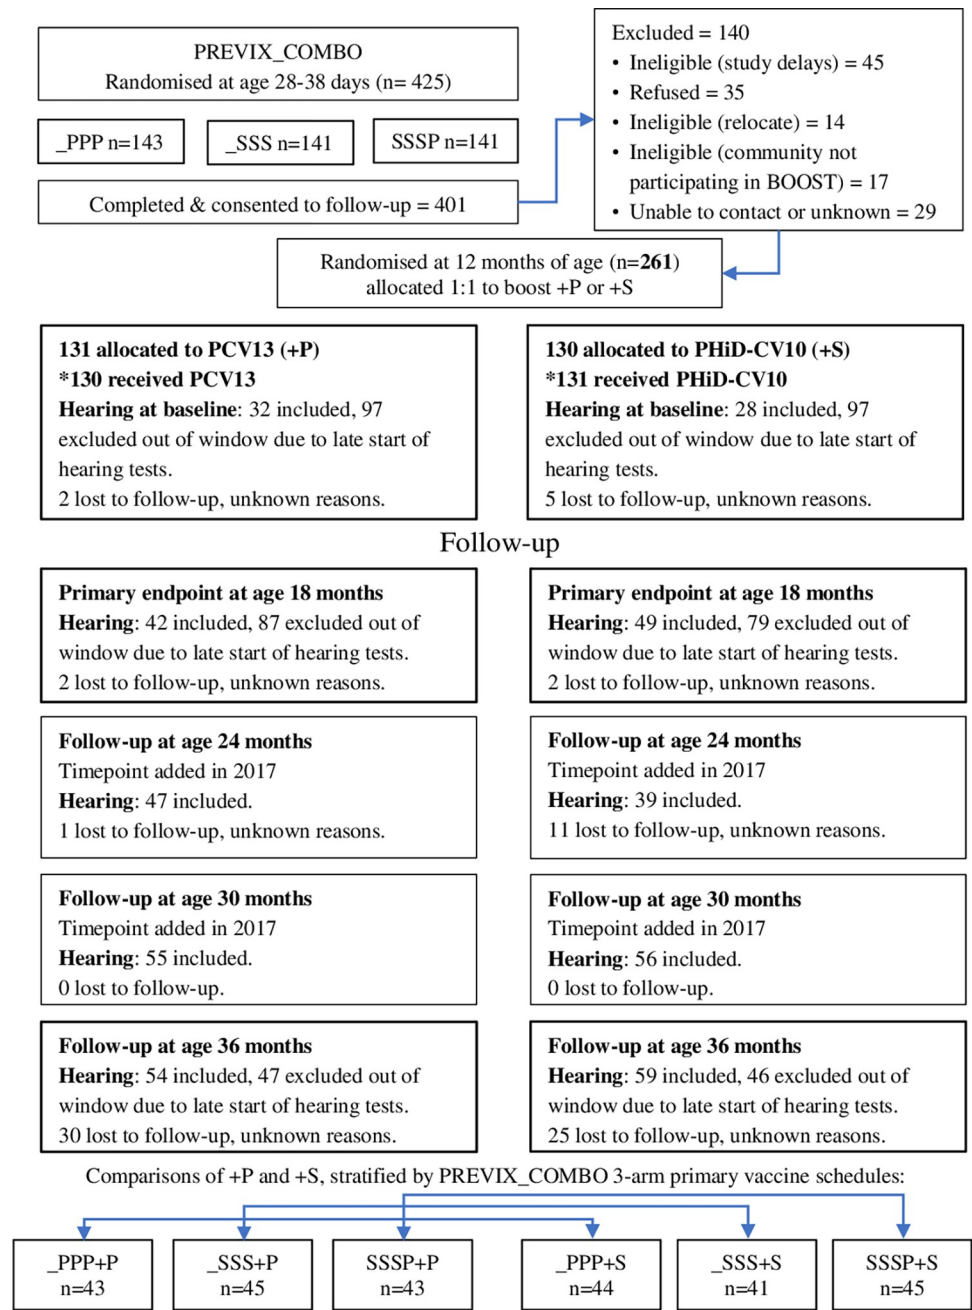 PREVIX_COMBO
Randomised at age 28-38 days (n= 425)
_PPP n=143
_SSS n=141
SSSP n=141
Completed & consented to follow-up = 401
Excluded = 140
• Ineligible (study delays) = 45
• Refused = 35
• Ineligible (relocate) = 14
• Ineligible (community not
participating in BOOST) = 17
• Unable to contact or unknown = 29
Randomised at 12 months of age (n=261)
allocated 1:1 to boost +P or +S
131 allocated to PCV13 (+P)
*130 received PCV13
Hearing at baseline: 32 included, 97
excluded out of window due to late start of
hearing tests.
2 lost to follow-up, unknown reasons.
130 allocated to PHiD-CV10 (+S)
*131 received PHiD-CV10
Hearing at baseline: 28 included, 97
excluded out of window due to late start of
hearing tests.
5 lost to follow-up, unknown reasons.
Follow-up
Primary endpoint at age 18 months
Hearing: 42 included, 87 excluded out of
window due to late start of hearing tests.
2 lost to follow-up, unknown reasons.
Primary endpoint at age 18 months
Hearing: 49 included, 79 excluded out of
window due to late start of hearing tests.
2 lost to follow-up, unknown reasons.
Follow-up at age 24 months
Timepoint added in 2017
Hearing: 47 included.
1 lost to follow-up, unknown reasons.
Follow-up at age 24 months
Timepoint added in 2017
Hearing: 39 included.
11 lost to follow-up, unknown reasons.
Follow-up at age 30 months
Timepoint added in 2017
Hearing: 55 included.
0 lost to follow-up.
Follow-up at age 30 months
Timepoint added in 2017
Hearing: 56 included.
0 lost to follow-up.
Follow-up at age 36 months
Hearing: 54 included, 47 excluded out of
window due to late start of hearing tests.
30 lost to follow-up, unknown reasons.
Follow-up at age 36 months
Hearing: 59 included, 46 excluded out of
window due to late start of hearing tests.
25 lost to follow-up, unknown reasons.
Comparisons of +P and +S, stratified by PREVIX_COMBO 3-arm primary vaccine schedules:
_PPP+P
n=43
_SSS+P
n=45
SSSP+P
n=43
_PPP+S
n=44
_SSS+S
n=41
SSSP+S
n=45